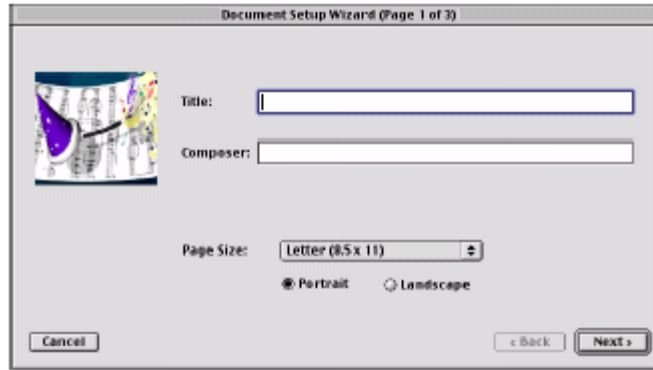 Document Setup Wizard (Page 1 of 3)
Title:
Composer:
Page Size: Letter (8.5 x 11)
Portrait Landscape
Cancel < Back Next >